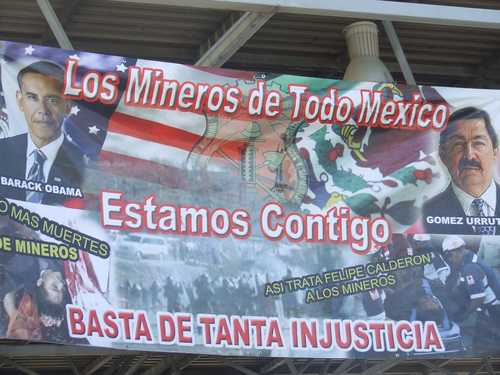 Los Mineros de Todo México
BARACK OBAMA
GOMEZ URRUT
Estamos Contigo
NO MAS MUERTES
DE MINEROS
ASI TRATA FELIPE CALDERON
A LOS MINEROS
BASTA DE TANTA INJUSTICIA